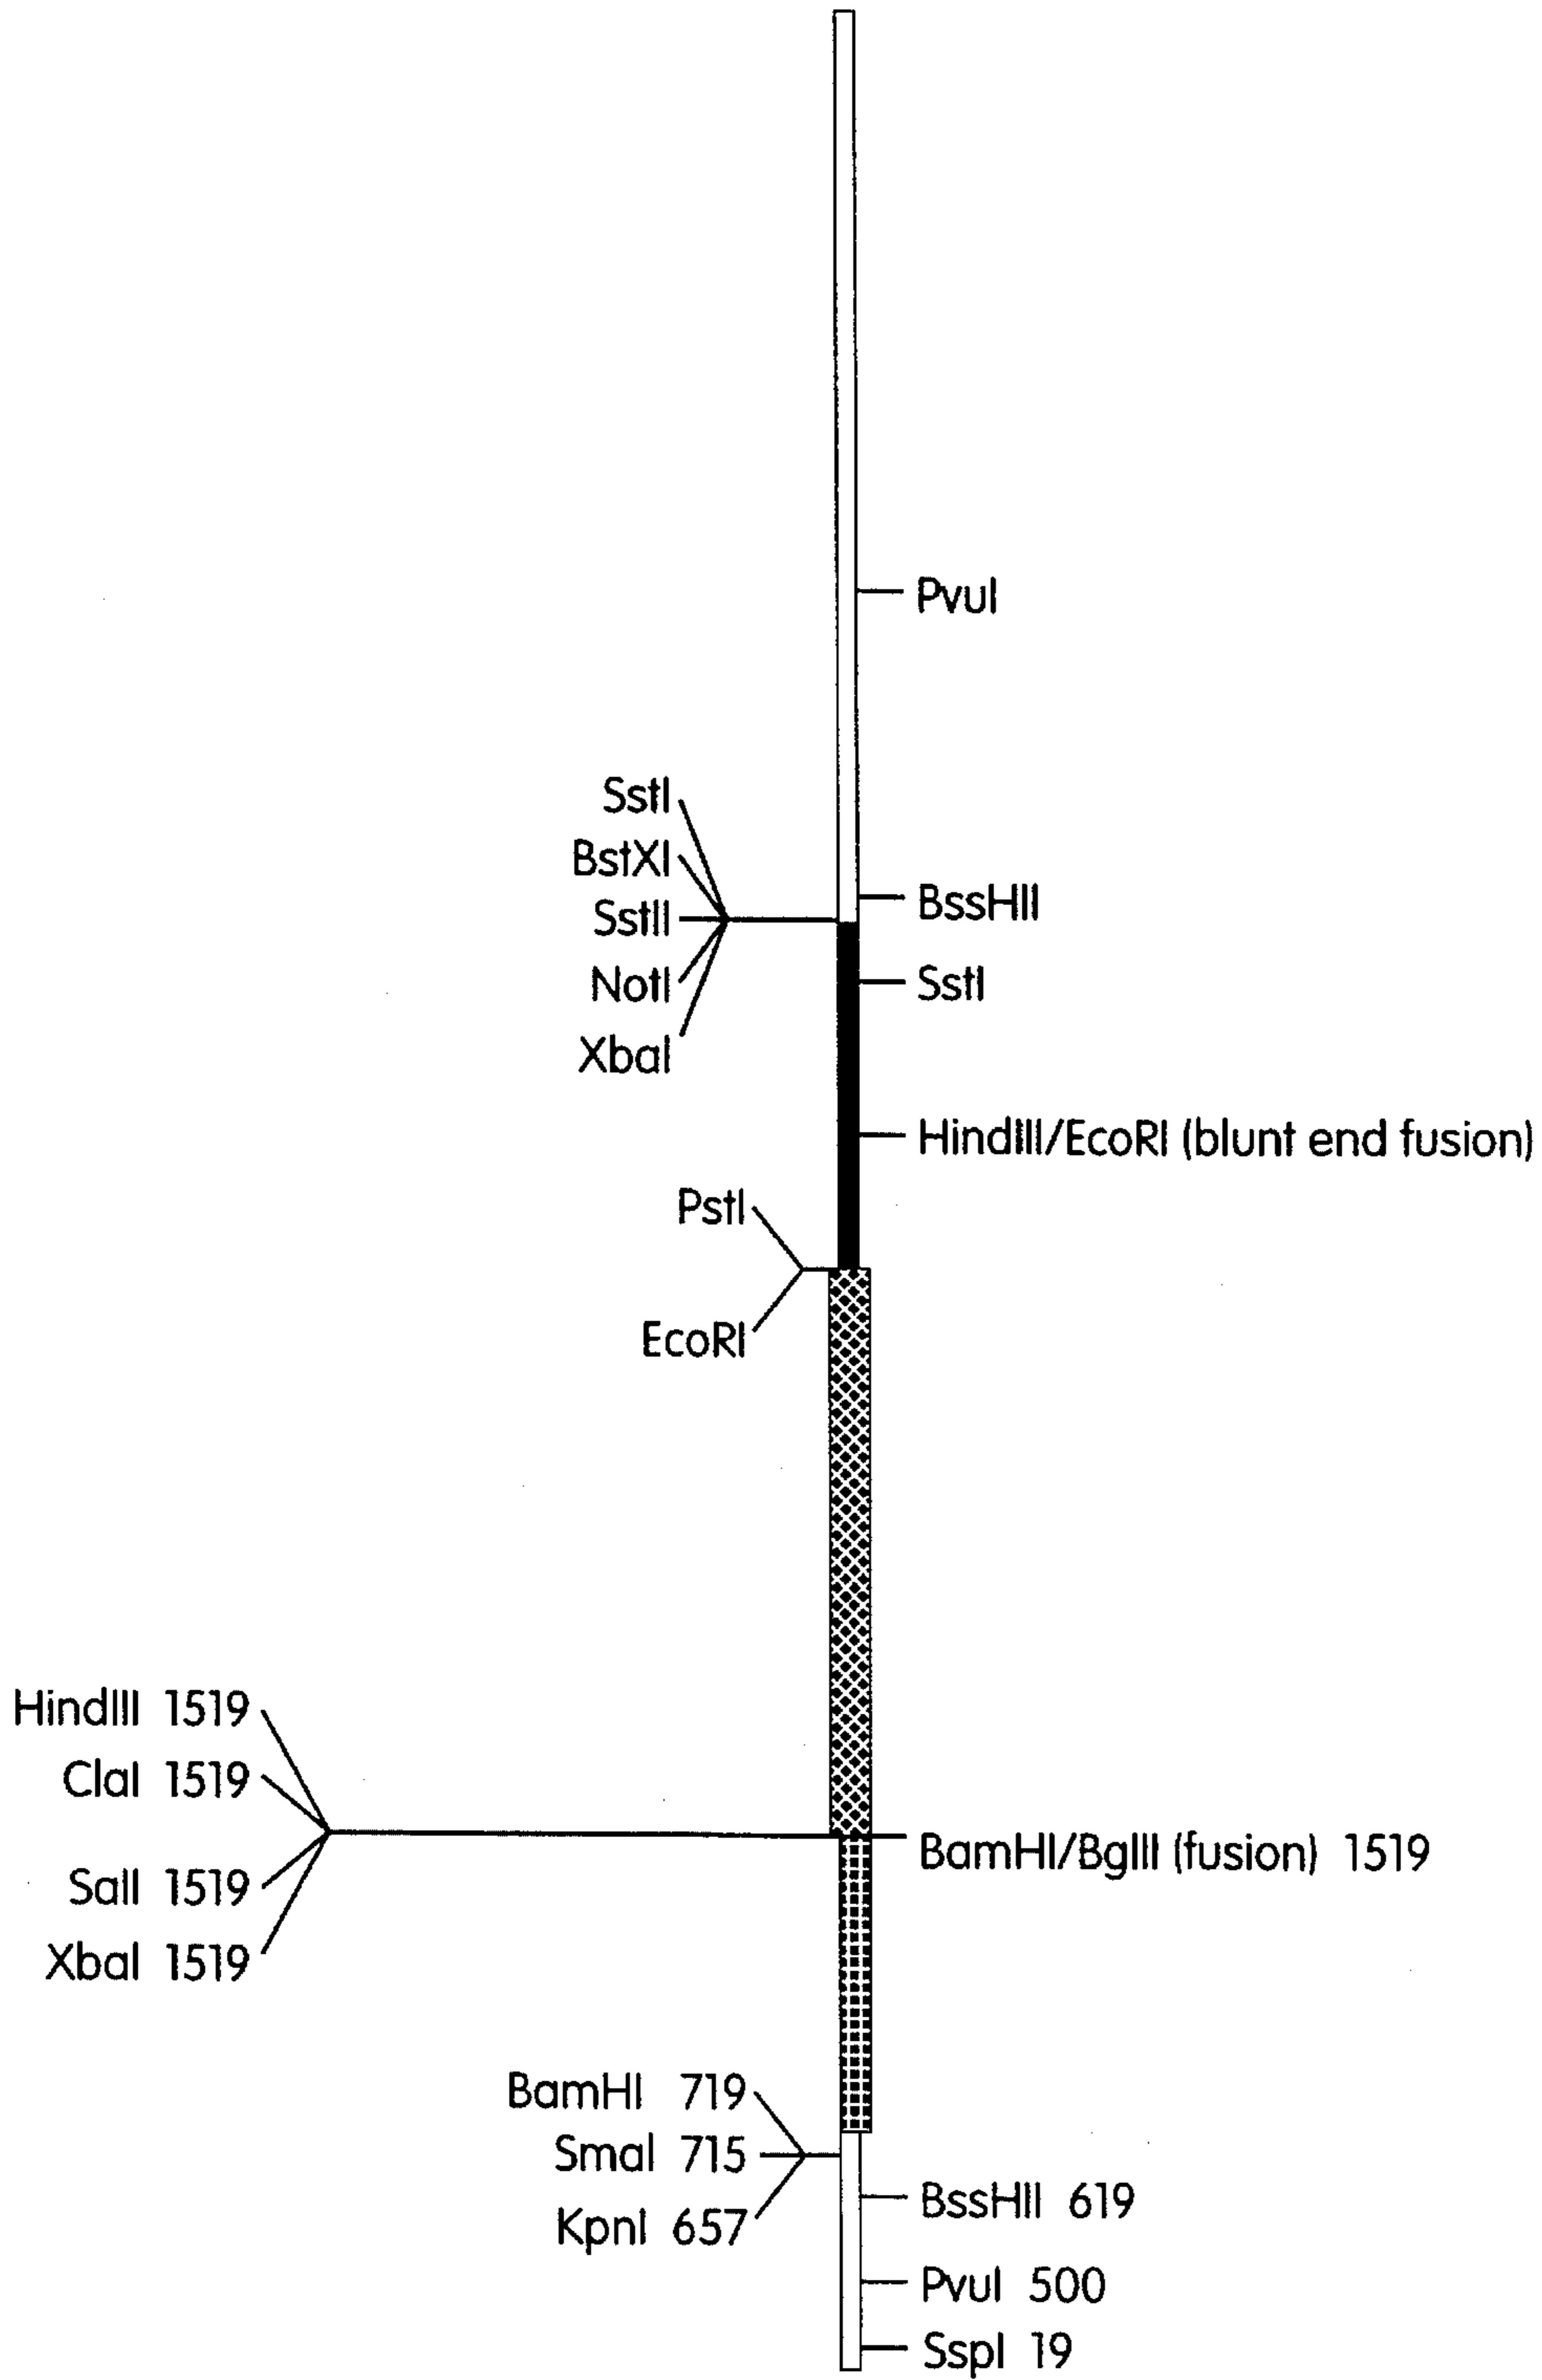 PvuI
SstI
BstXI
SstII
NotI
XbaI
BssHII
SstI
HindIII/EcoRI (blunt end fusion)
PstI
EcoRI
HindIII 1519
ClaI 1519
SalI 1519
XbaI 1519
BamHI/BglII (fusion) 1519
BamHI 719
SmaI 715
KpnI 657
BssHII 619
PvuI 500
SspI 19